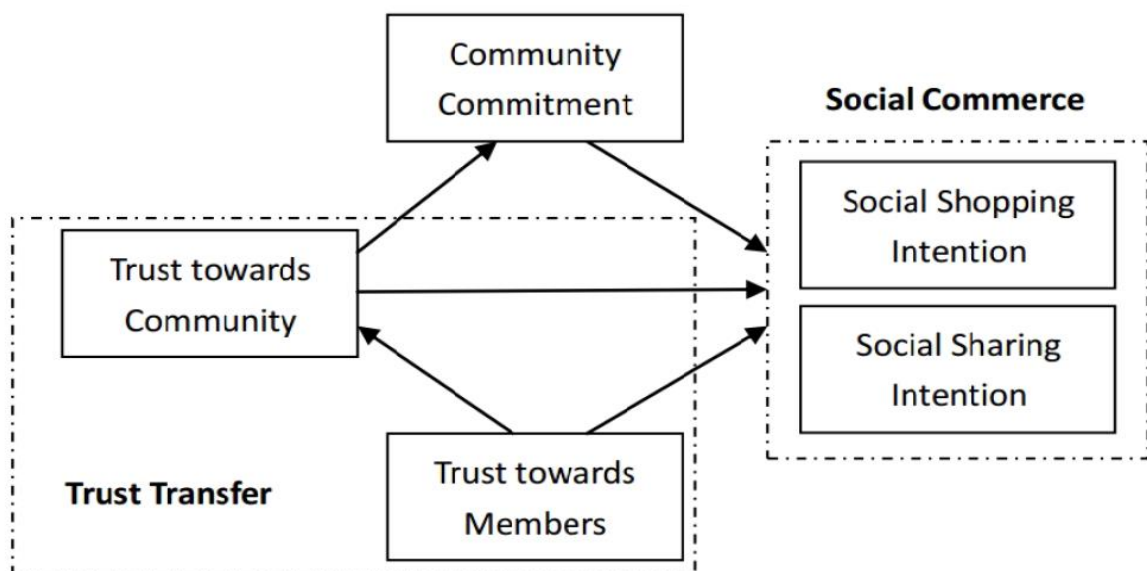 Community
Commitment
Social Commerce
Social Shopping
Intention
Trust towards
Community
Social Sharing
Intention
Trust Transfer
Trust towards
Members